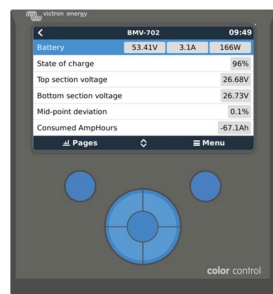 victron energy
BMV-702 09:49
Battery 53.41V 3.1A 166W
State of charge 96%
Top section voltage 26.68V
Bottom section voltage 26.73V
Mid-point deviation 0.1%
Consumed AmpHours -67.1Ah
Pages Menu
color control